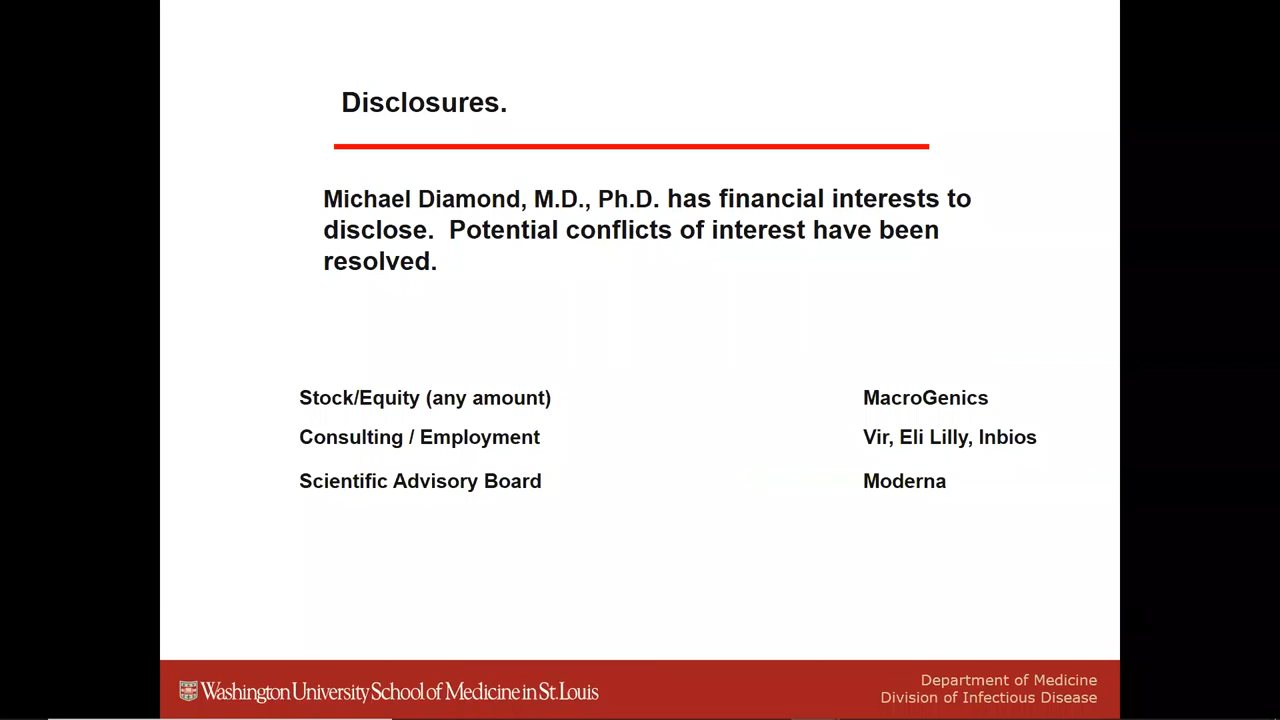 Disclosures.
Michael Diamond, M.D., Ph.D. has financial interests to
disclose.  Potential conflicts of interest have been
resolved.
Stock/Equity (any amount) MacroGenics
Consulting / Employment Vir, Eli Lilly, Inbios
Scientific Advisory Board Moderna
Washington University School of Medicine in St. Louis
Department of Medicine
Division of Infectious Disease